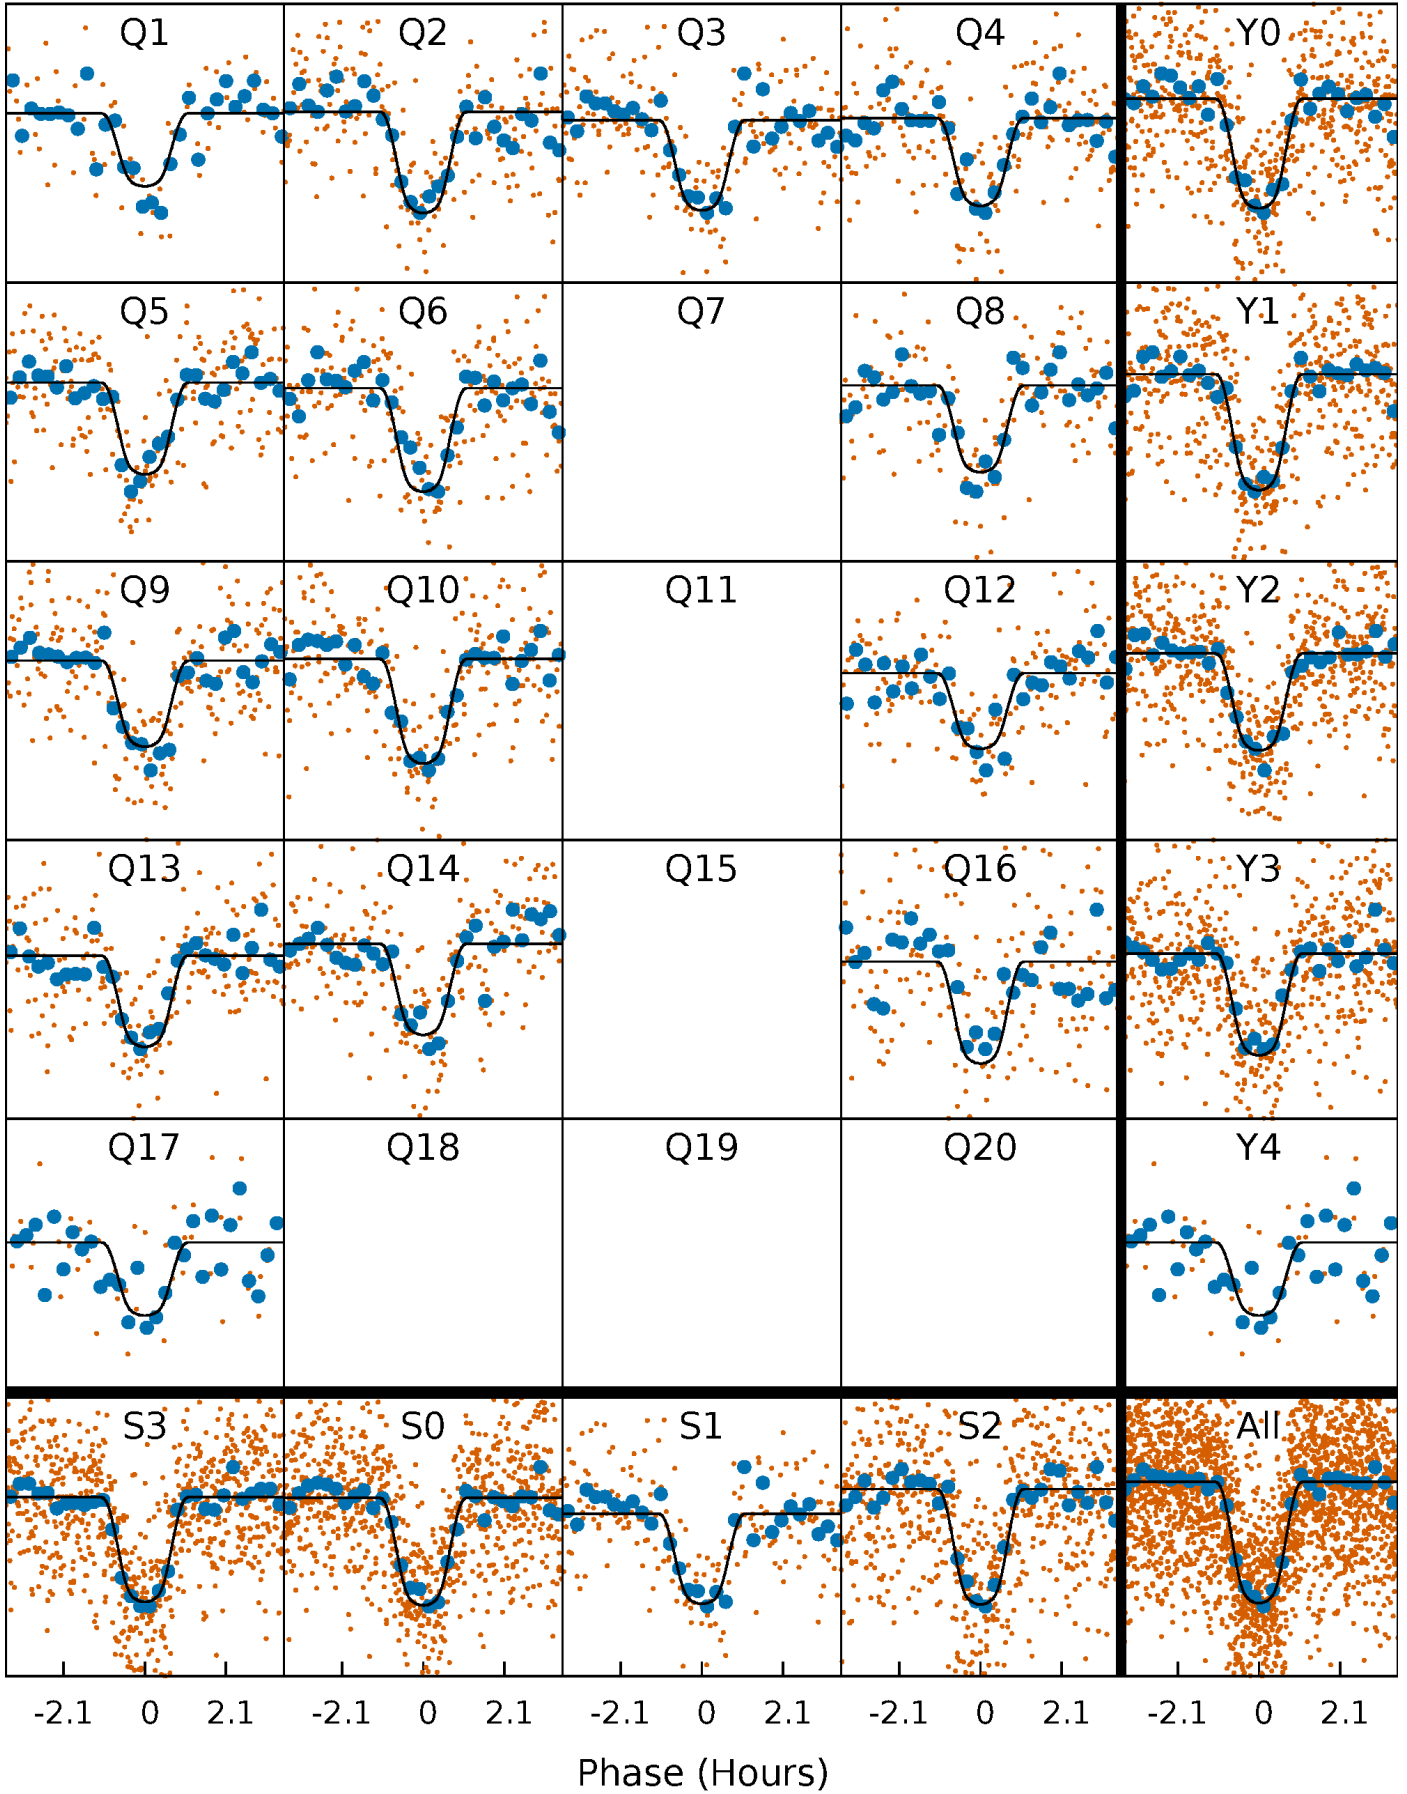 Q1 Q2 Q3 Q4 Y0
Q5 Q6 Q7 Q8 Y1
Q9 Q10 Q11 Q12 Y2
Q13 Q14 Q15 Q16 Y3
Q17 Q18 Q19 Q20 Y4
S3 S0 S1 S2 All
-2.1 0 2.1 -2.1 0 2.1 -2.1 0 2.1 -2.1 0 2.1 -2.1 0 2.1
Phase (Hours)